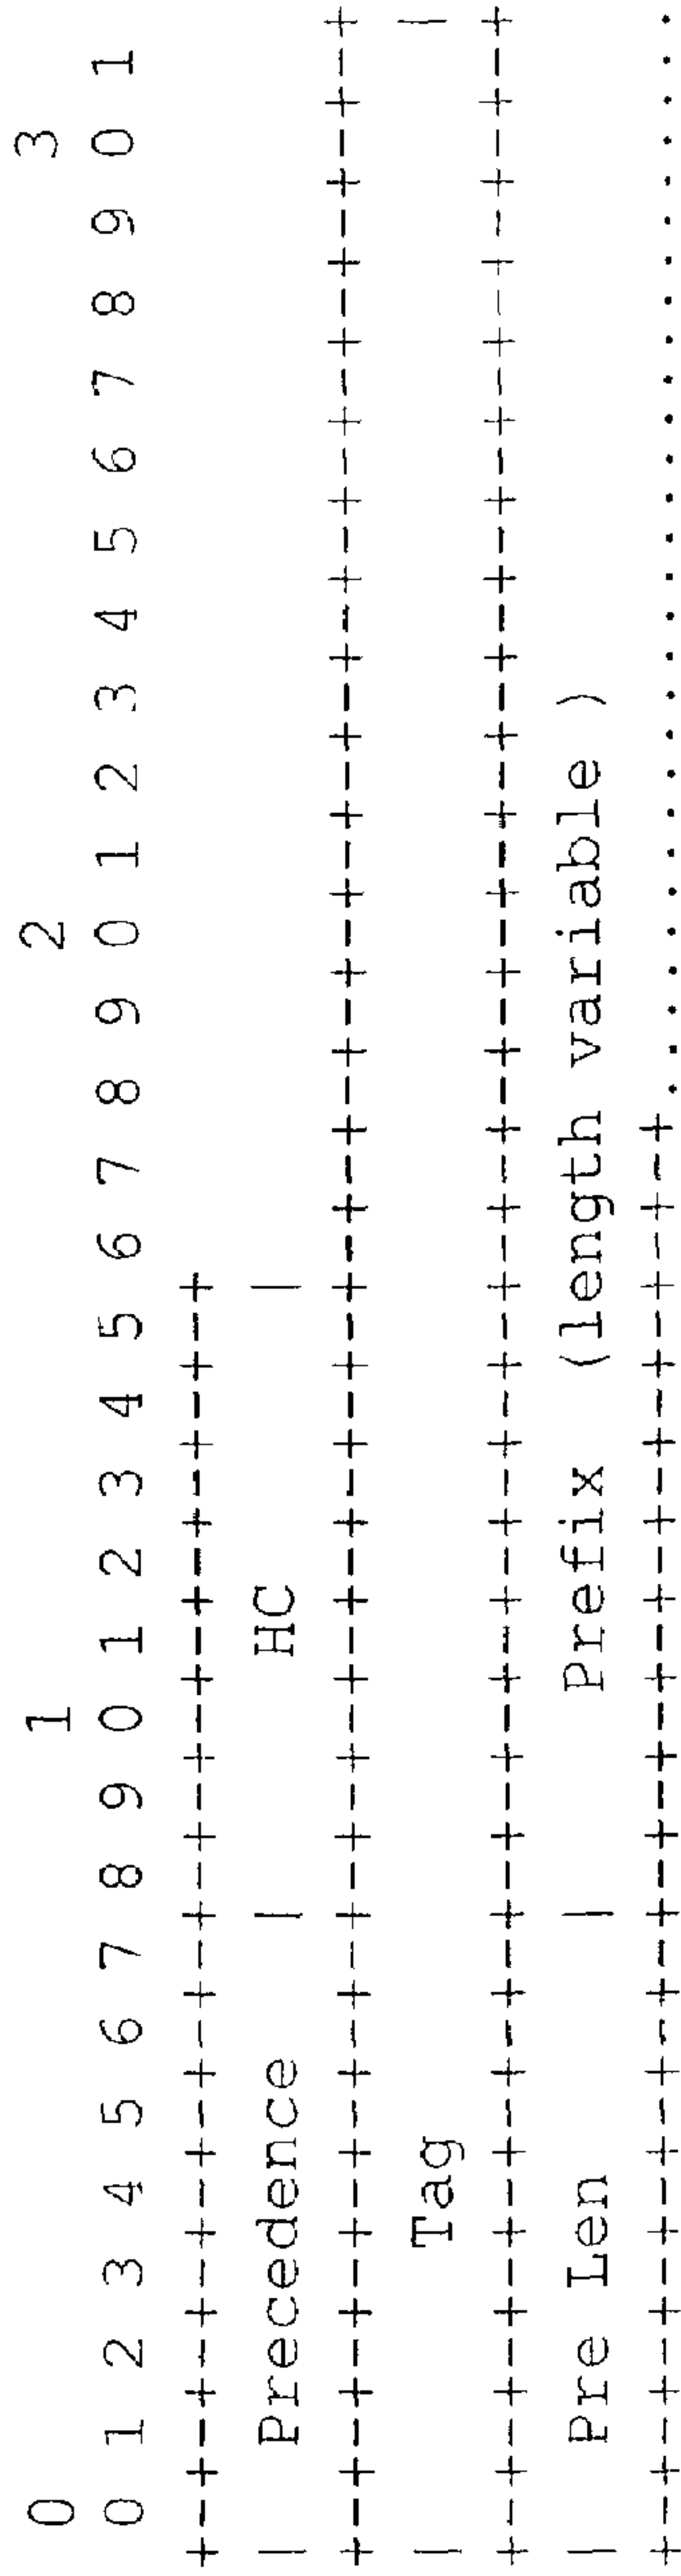 0                   1                   2                   3
 0 1 2 3 4 5 6 7 8 9 0 1 2 3 4 5 6 7 8 9 0 1 2 3 4 5 6 7 8 9 0 1
+-+-+-+-+-+-+-+-+-+-+-+-+-+-+-+-+
|  Precedence   |      HC       |
+-+-+-+-+-+-+-+-+-+-+-+-+-+-+-+-+-+-+-+-+-+-+-+-+-+-+-+-+-+-+-+-+
|       Tag                                                     |
+-+-+-+-+-+-+-+-+-+-+-+-+-+-+-+-+-+-+-+-+-+-+-+-+-+-+-+-+-+-+-+-+
|  Pre Len      |     Prefix  (length variable )
+-+-+-+-+-+-+-+-+-+-+-+-+-+-+-+-+-+-+...........................